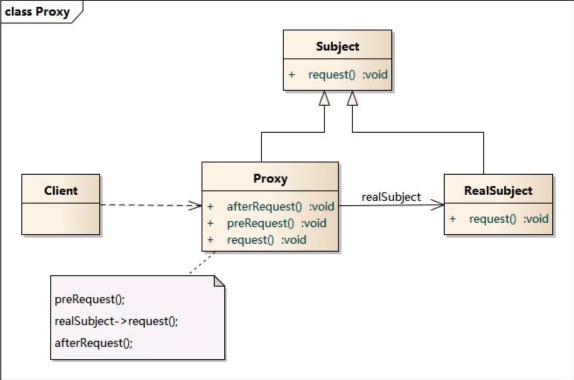 class Proxy
Subject
+ request() :void
Client
Proxy
+ afterRequest() :void
+ preRequest() :void
+ request() :void
realSubject
RealSubject
+ request() :void
preRequest();
realSubject->request();
afterRequest();